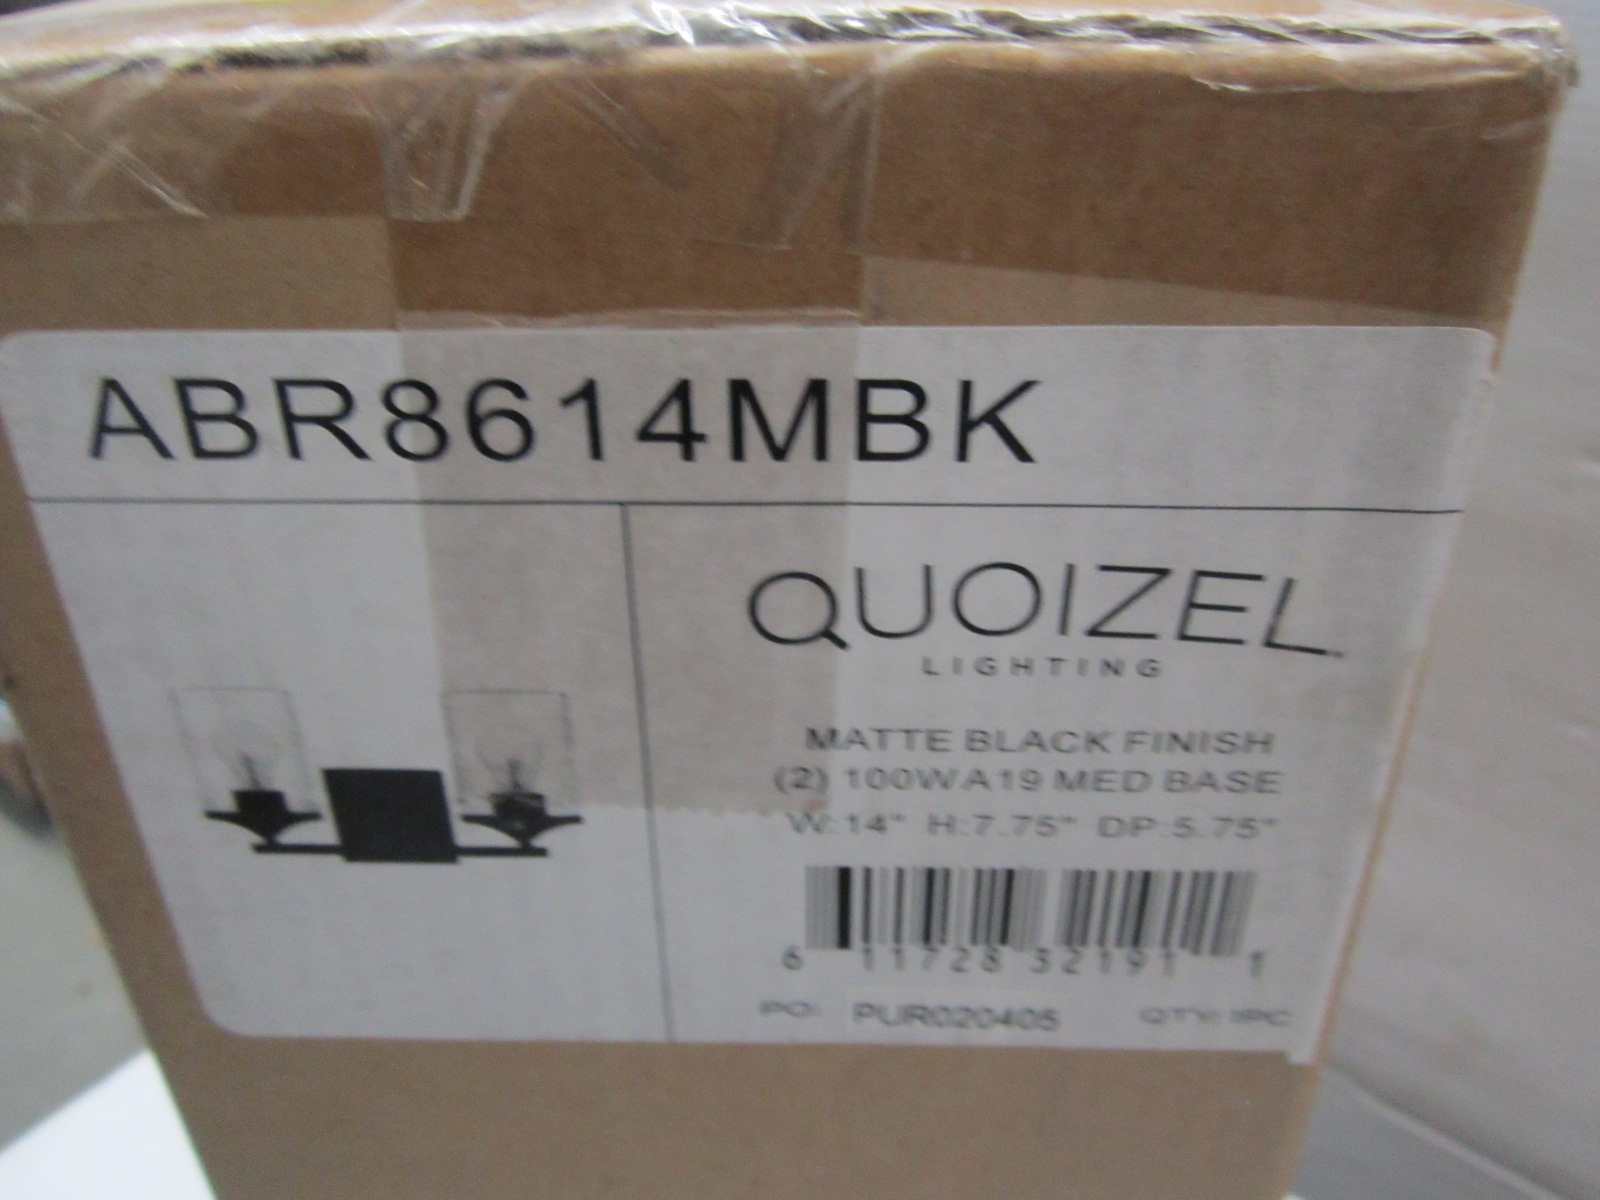 ABR8614MBK
QUOIZEL
LIGHTING
MATTE BLACK FINISH
(2) 100W A19 MED BASE
W:14" H:7.75" DP:5.75"
6 11728 32191 1
PO: PUR020405 QTY: 1PC